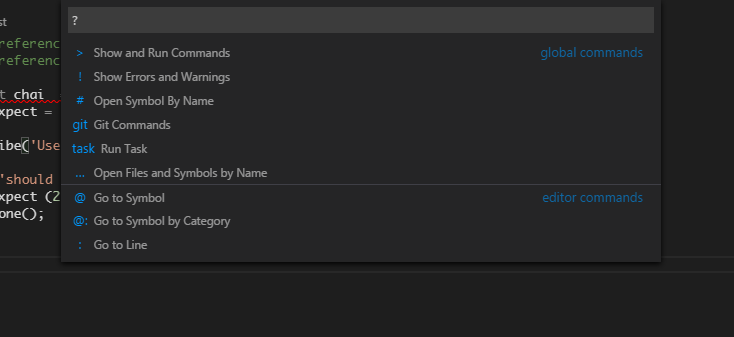 st
?
referenc
> Show and Run Commands global commands
referenc
! Show Errors and Warnings
t chai
# Open Symbol By Name
xpect =
git Git Commands
ibe('Use
task Run Task
'should
... Open Files and Symbols by Name
xpect (2
@ Go to Symbol editor commands
one();
@: Go to Symbol by Category
: Go to Line